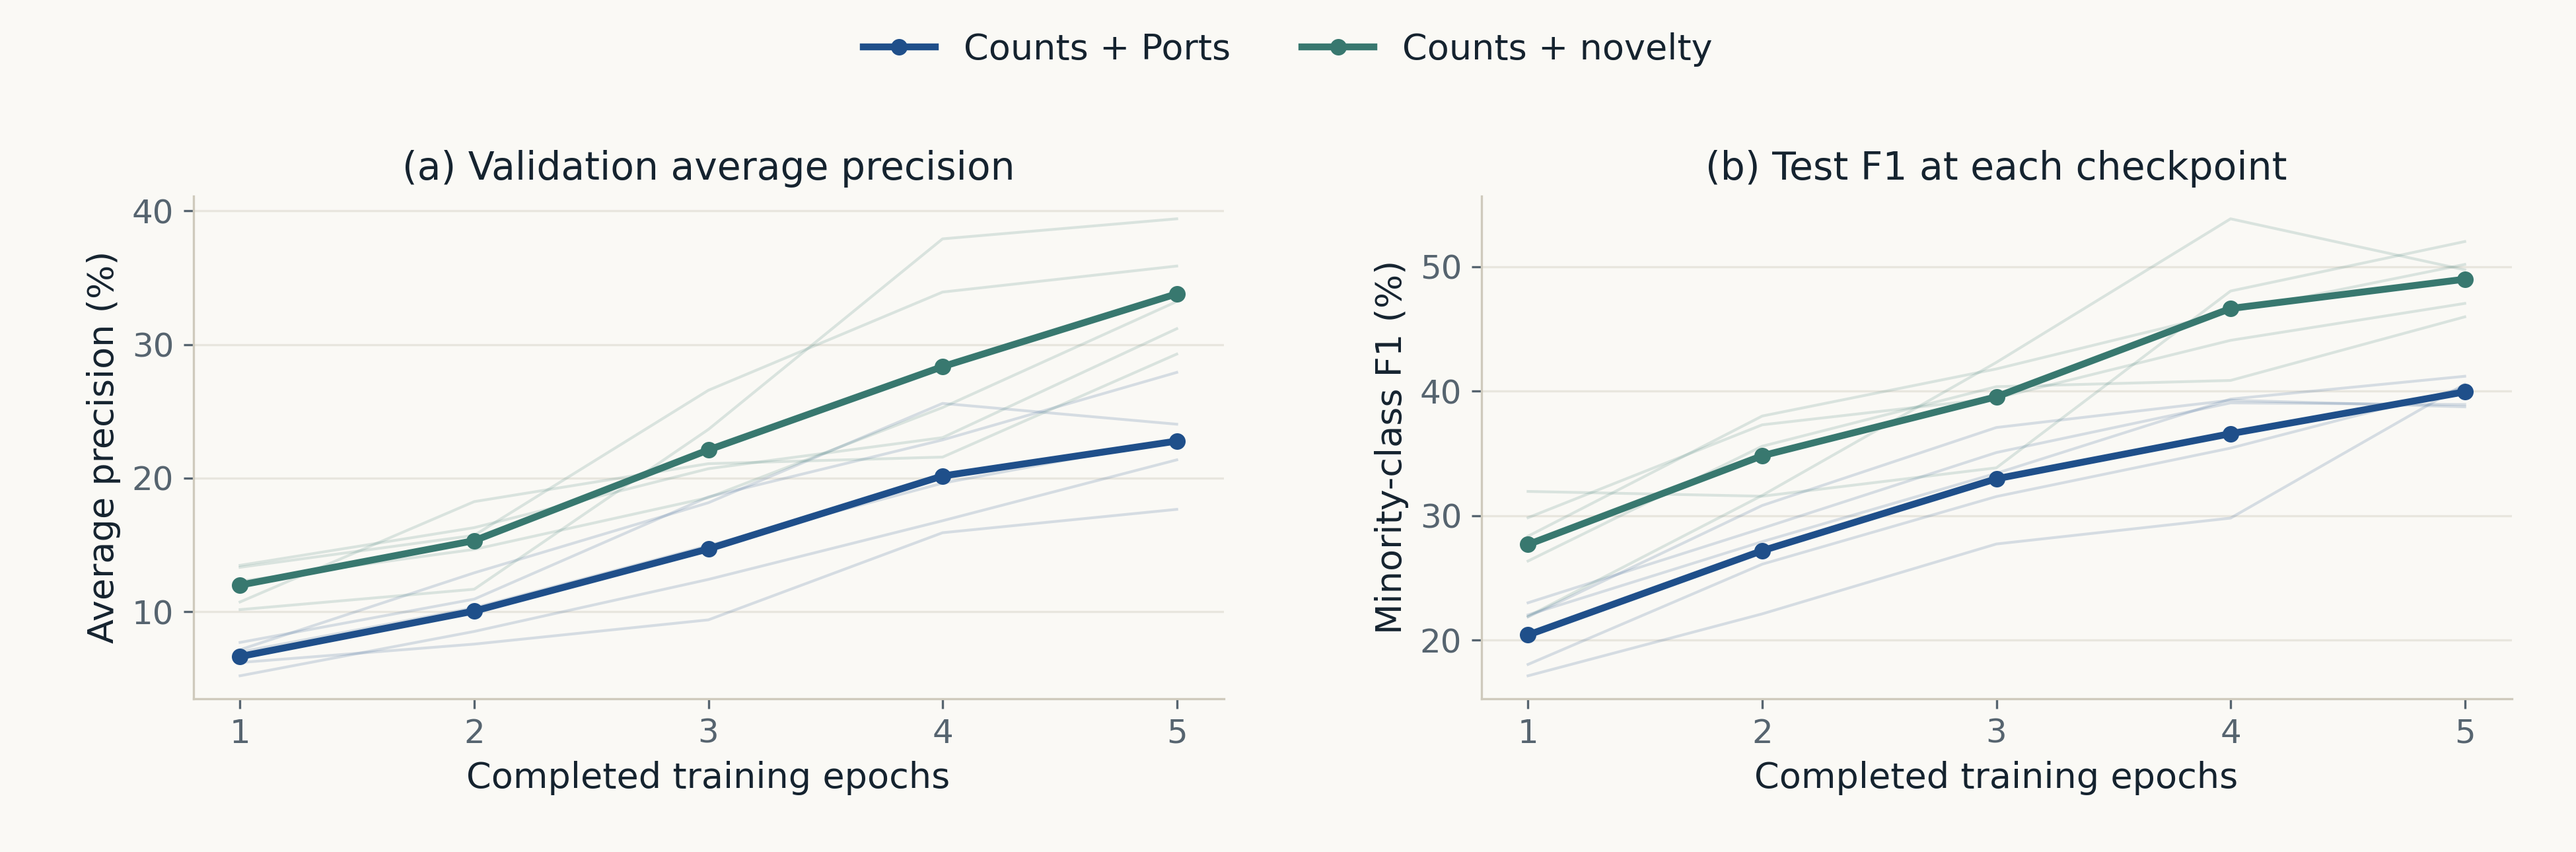 Counts + Ports
Counts + novelty
(a) Validation average precision
Average precision (%)
40
30
20
10
1 2 3 4 5
Completed training epochs
(b) Test F1 at each checkpoint
Minority-class F1 (%)
50
40
30
20
1 2 3 4 5
Completed training epochs